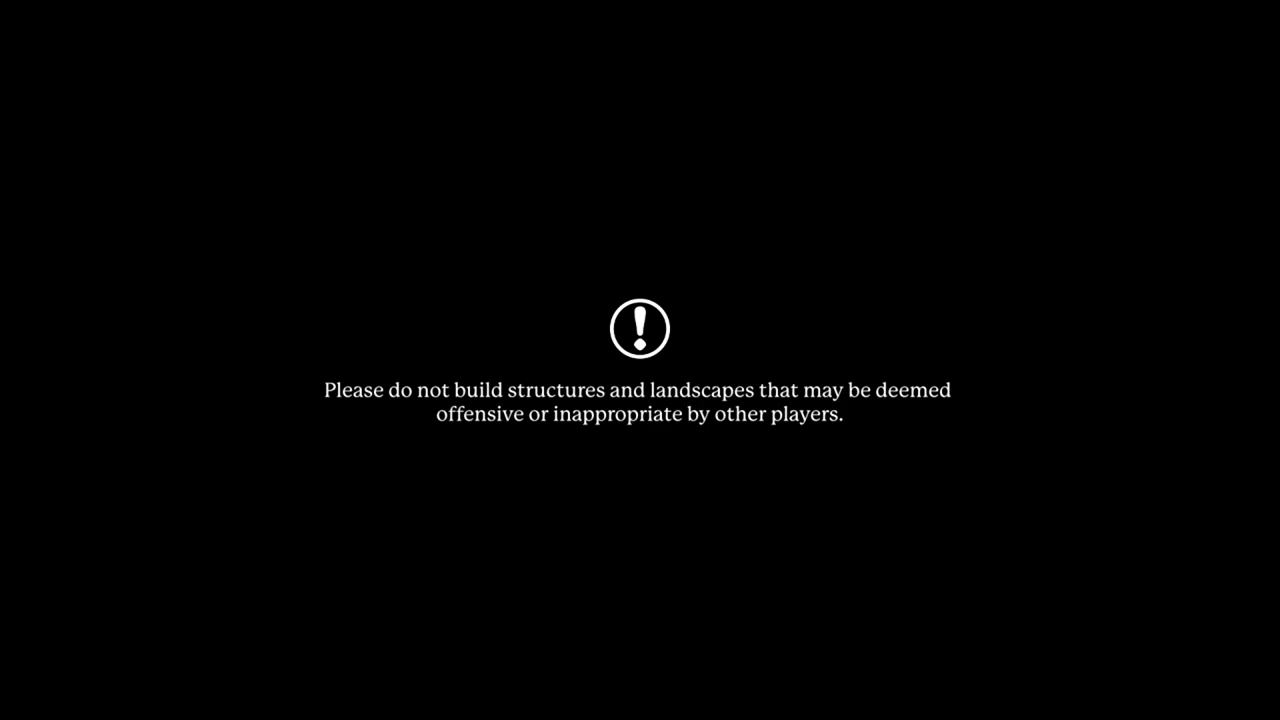 Please do not build structures and landscapes that may be deemed
offensive or inappropriate by other players.